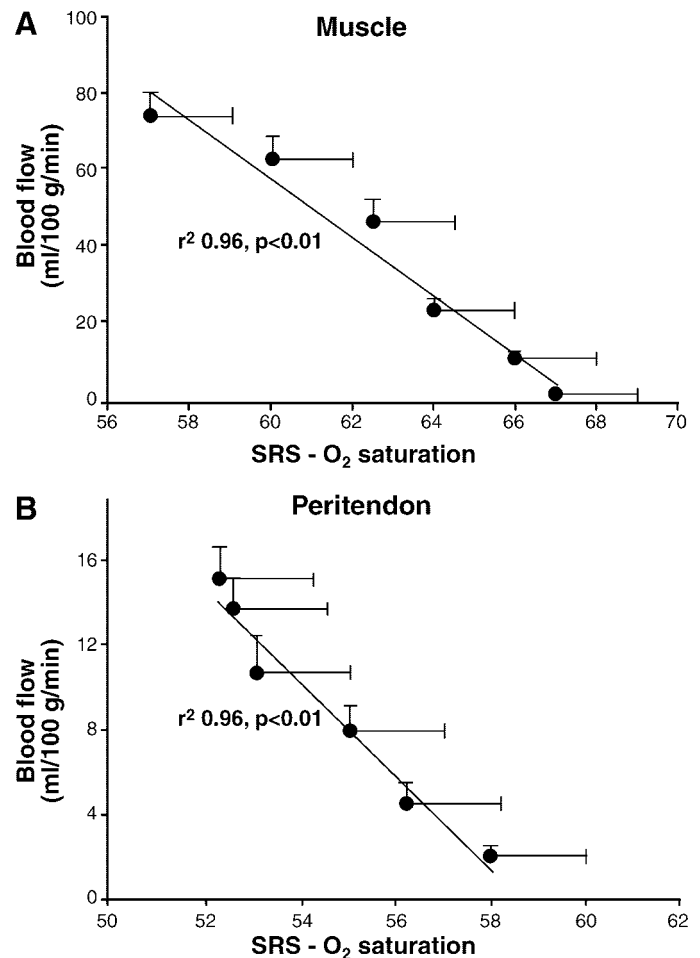 A
Muscle
100
80
60
40
20
0
Blood flow
(ml/100 g/min)
r² 0.96, p<0.01
56 58 60 62 64 66 68 70
SRS - O₂ saturation
B
Peritendon
16
12
8
4
0
Blood flow
(ml/100 g/min)
r² 0.96, p<0.01
50 52 54 56 58 60 62
SRS - O₂ saturation